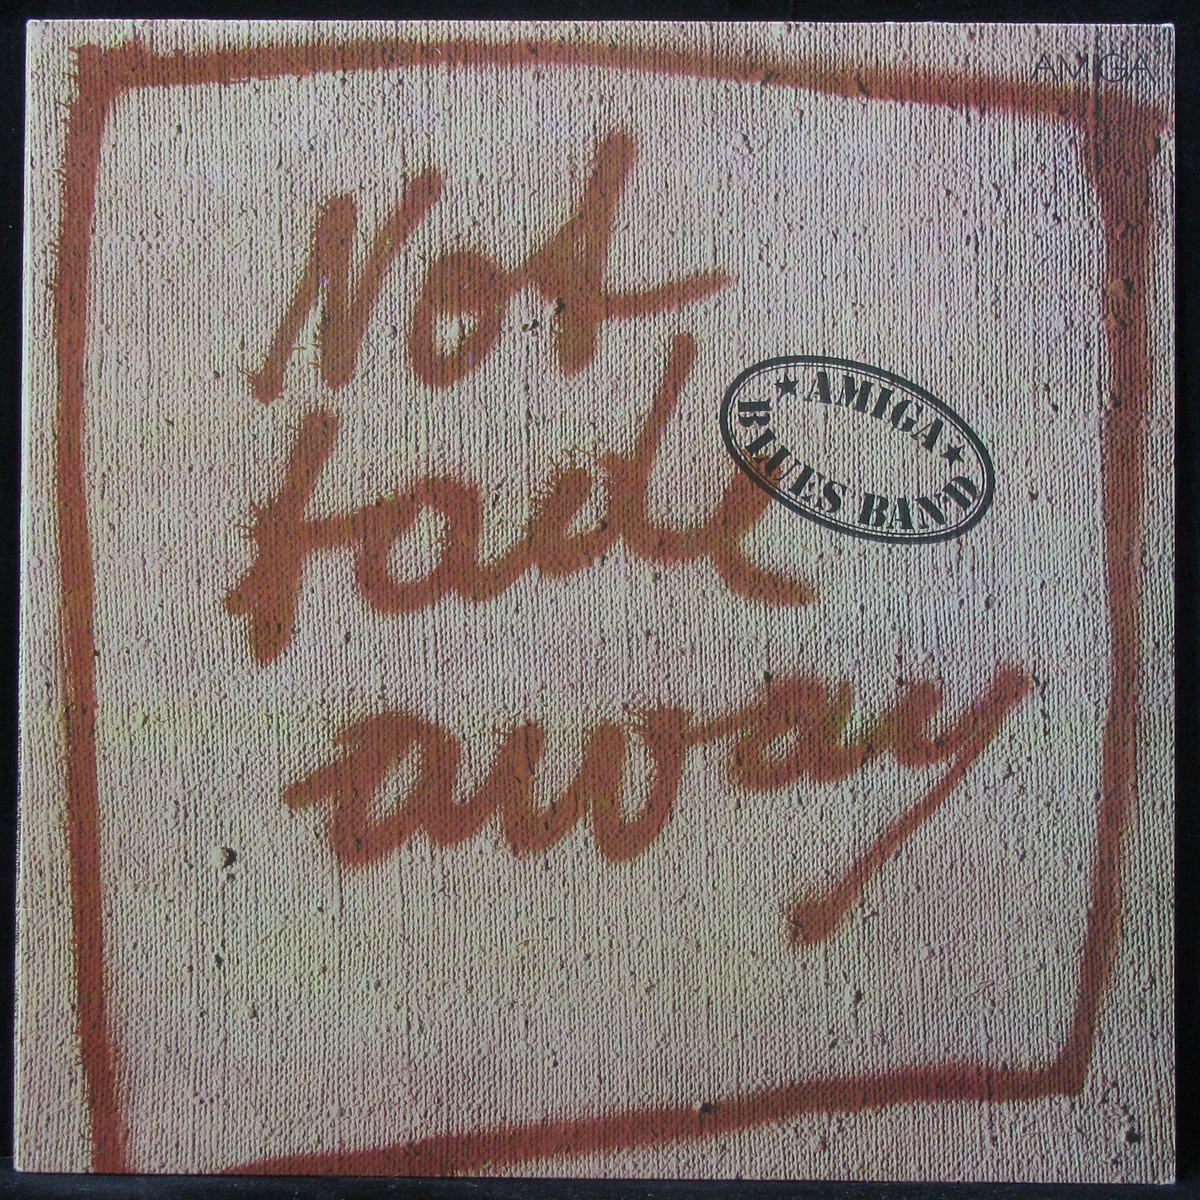 AMIGA
Not
fade
away
★ AMIGA ★
BLUES BAND